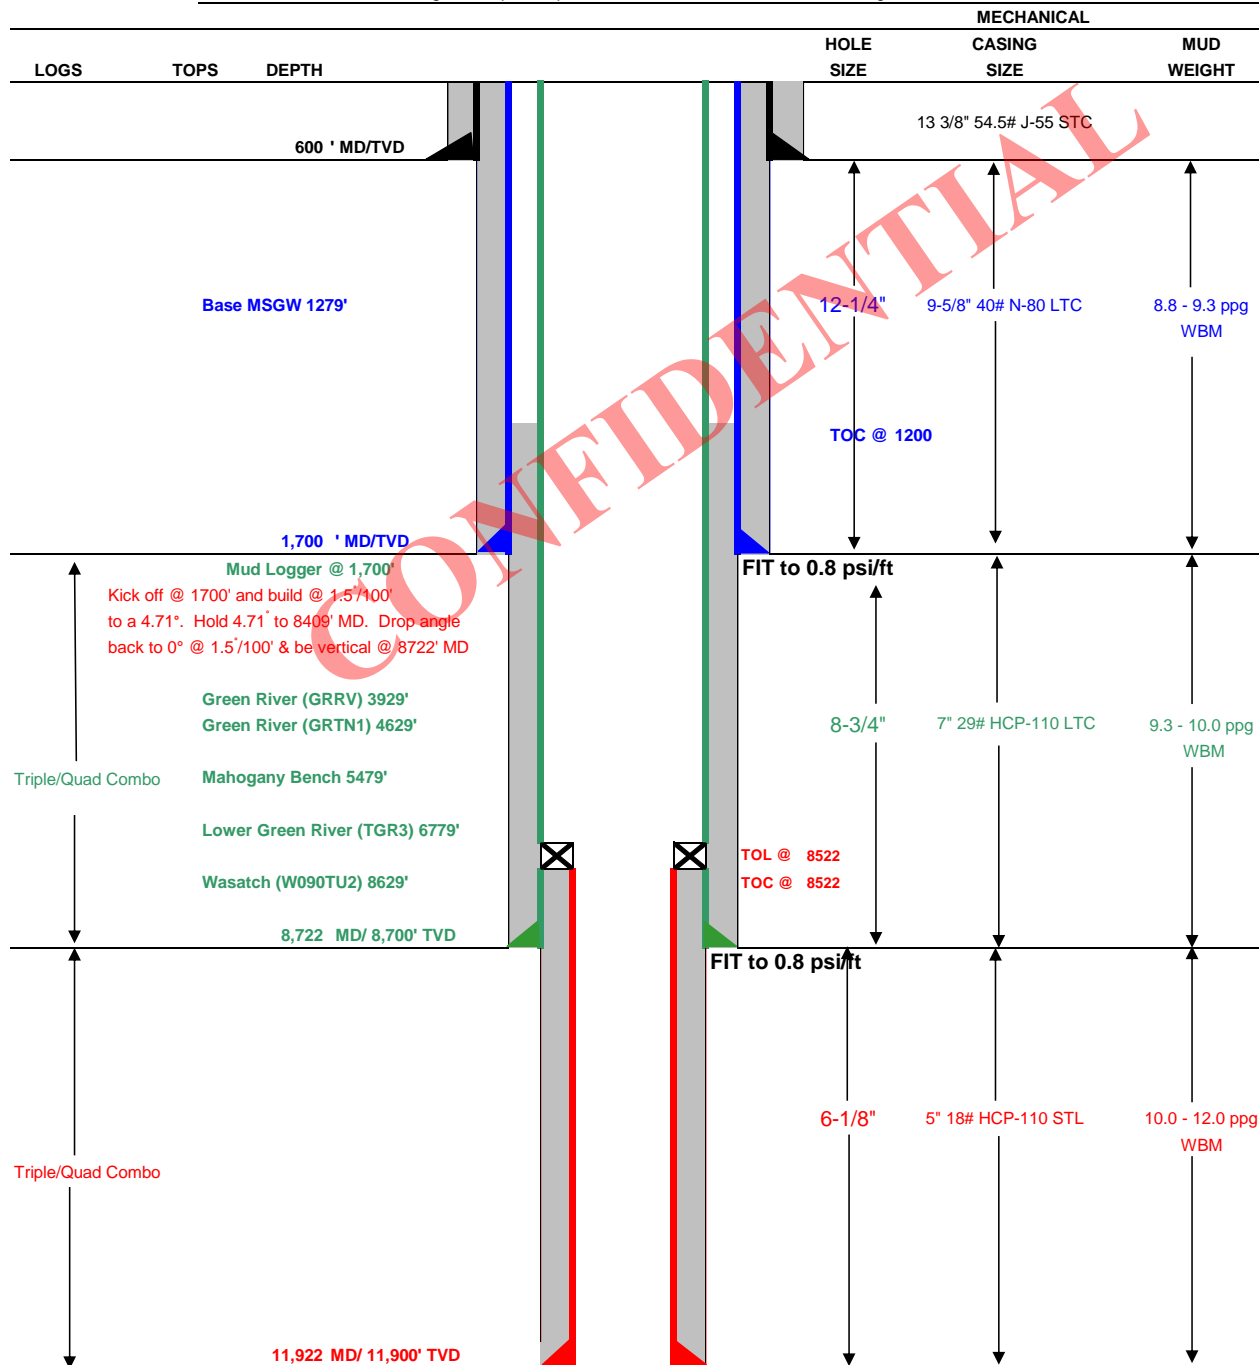 MECHANICAL
HOLE CASING MUD
LOGS TOPS DEPTH SIZE SIZE WEIGHT
13 3/8" 54.5# J-55 STC
600 ' MD/TVD
Base MSGW 1279'
12-1/4"
9-5/8" 40# N-80 LTC
8.8 - 9.3 ppg
WBM
TOC @ 1200
1,700 ' MD/TVD
Mud Logger @ 1,700'
FIT to 0.8 psi/ft
Kick off @ 1700' and build @ 1.5°/100'
to a 4.71°. Hold 4.71° to 8409' MD. Drop angle
back to 0° @ 1.5°/100' & be vertical @ 8722' MD
Green River (GRRV) 3929'
Green River (GRTN1) 4629'
8-3/4"
7" 29# HCP-110 LTC
9.3 - 10.0 ppg
WBM
Triple/Quad Combo
Mahogany Bench 5479'
Lower Green River (TGR3) 6779'
TOL @ 8522
TOC @ 8522
Wasatch (W090TU2) 8629'
8,722 MD/ 8,700' TVD
FIT to 0.8 psi/ft
6-1/8"
5" 18# HCP-110 STL
10.0 - 12.0 ppg
WBM
Triple/Quad Combo
11,922 MD/ 11,900' TVD
CONFIDENTIAL